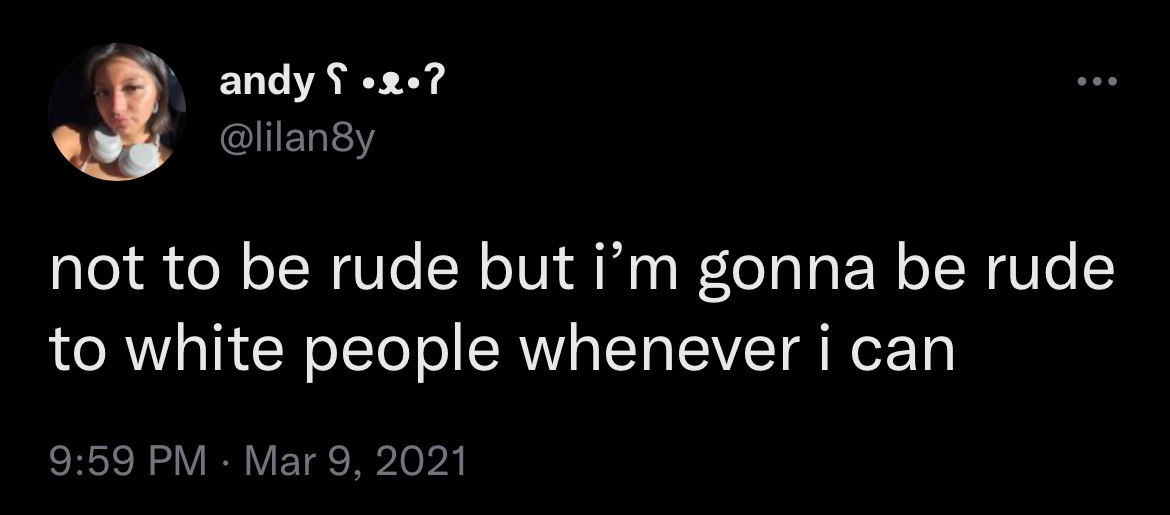 andy ʕ •ᴥ•ʔ
@lilan8y
not to be rude but i’m gonna be rude
to white people whenever i can
9:59 PM · Mar 9, 2021